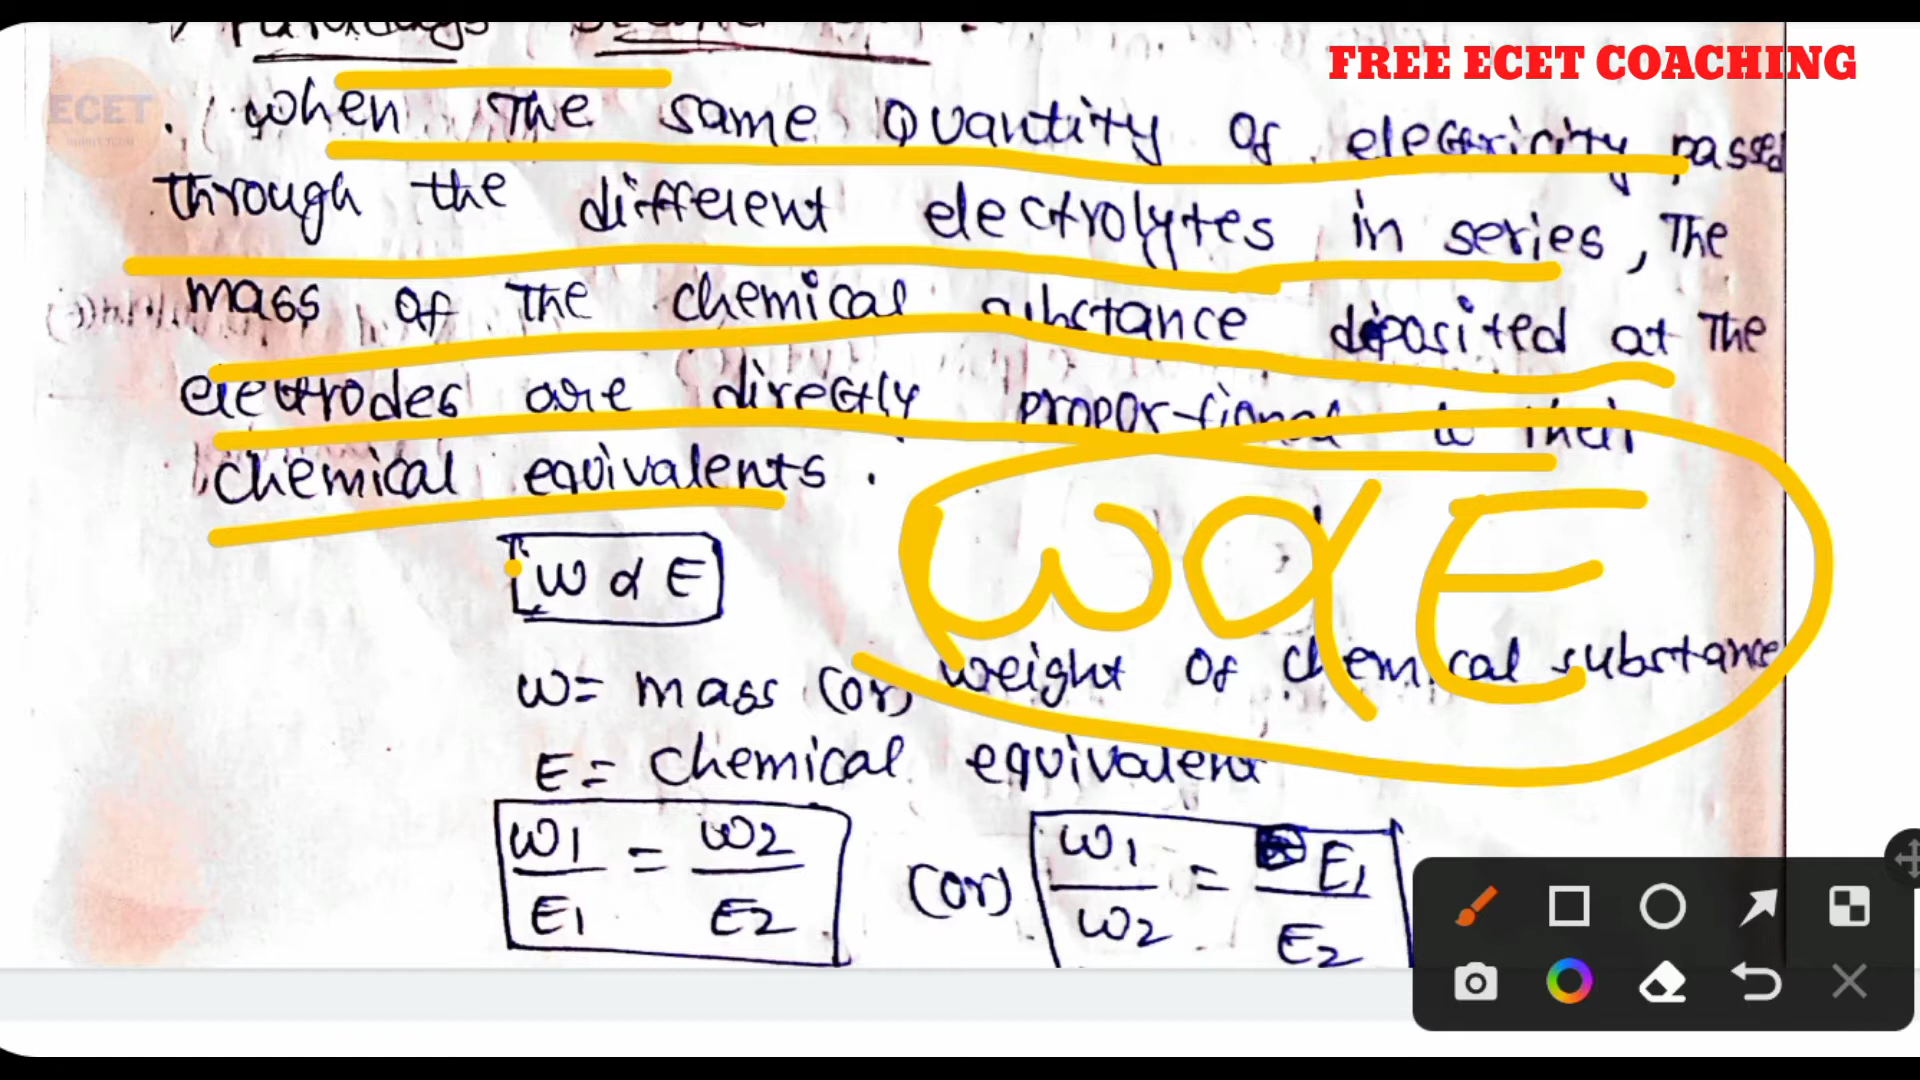 FREE ECET COACHING
ECET
when The same Quantity of electricity passed
through the different electrolytes in series, The
mass of The chemical substance deposited at The
electrodes are directly proportional to their
chemical equivalents.
w α E
w α E
w = mass (or) weight of chemical substance
E = chemical equivalent
w1/E1 = w2/E2 (or) w1/w2 = E1/E2